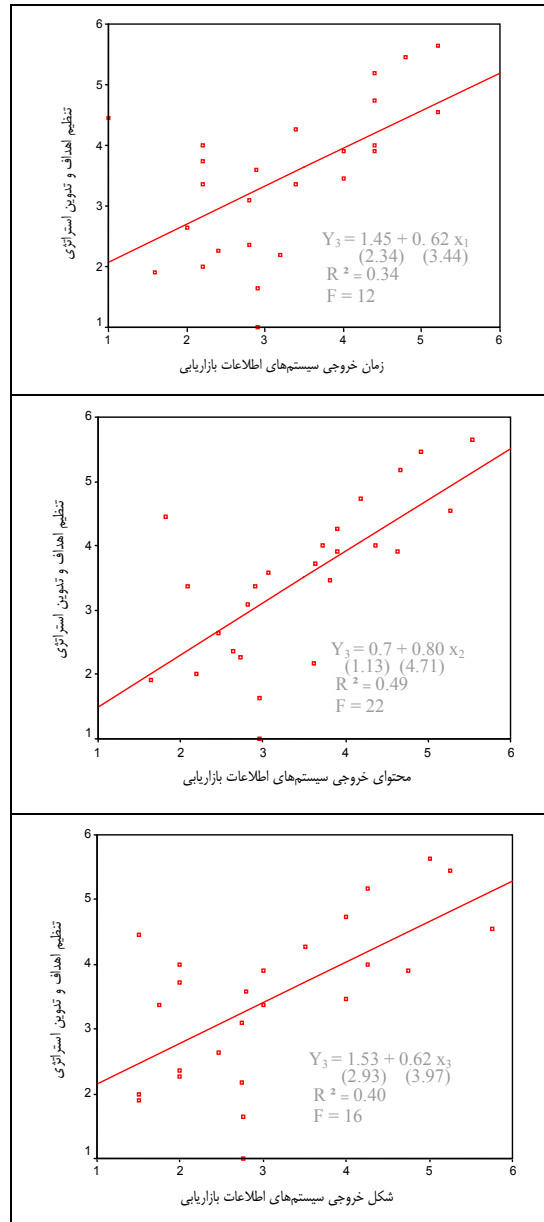 6
5
4
3
2
1
تنظیم اهداف و تدوین استراتژی
Y₃ = 1.45 + 0. 62 x₁
(2.34) (3.44)
R ² = 0.34
F = 12
1 2 3 4 5 6
زمان خروجی سیستم‌های اطلاعات بازاریابی
6
5
4
3
2
1
تنظیم اهداف و تدوین استراتژی
Y₃ = 0.7 + 0.80 x₂
(1.13) (4.71)
R ² = 0.49
F = 22
1 2 3 4 5 6
محتوای خروجی سیستم‌های اطلاعات بازاریابی
6
5
4
3
2
1
تنظیم اهداف و تدوین استراتژی
Y₃ = 1.53 + 0.62 x₃
(2.93) (3.97)
R ² = 0.40
F = 16
1 2 3 4 5 6
شکل خروجی سیستم‌های اطلاعات بازاریابی